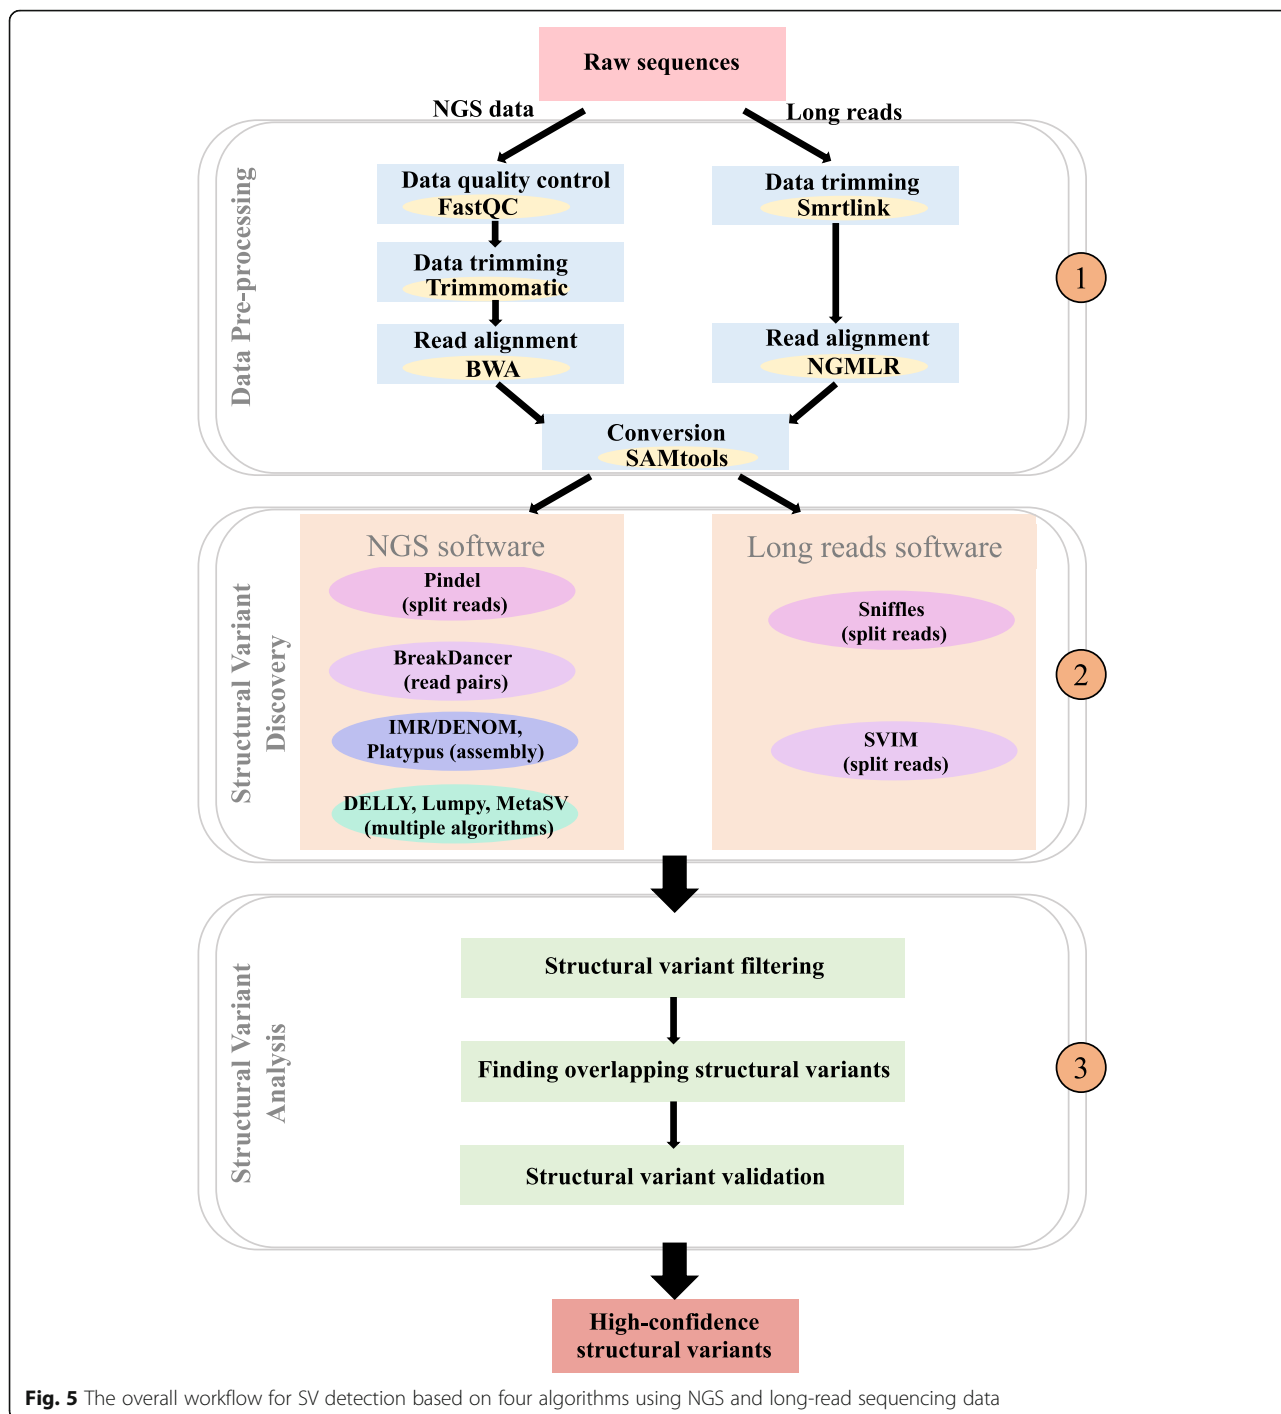 Raw sequences
NGS data
Long reads
Data Pre-processing
Data quality control
FastQC
Data trimming
Trimmomatic
Read alignment
BWA
Data trimming
Smrtlink
Read alignment
NGMLR
Conversion
SAMtools
1
Structural Variant
Discovery
NGS software
Pindel
(split reads)
BreakDancer
(read pairs)
IMR/DENOM,
Platypus (assembly)
DELLY, Lumpy, MetaSV
(multiple algorithms)
Long reads software
Sniffles
(split reads)
SVIM
(split reads)
2
Structural Variant
Analysis
Structural variant filtering
Finding overlapping structural variants
Structural variant validation
3
High-confidence
structural variants
Fig. 5 The overall workflow for SV detection based on four algorithms using NGS and long-read sequencing data